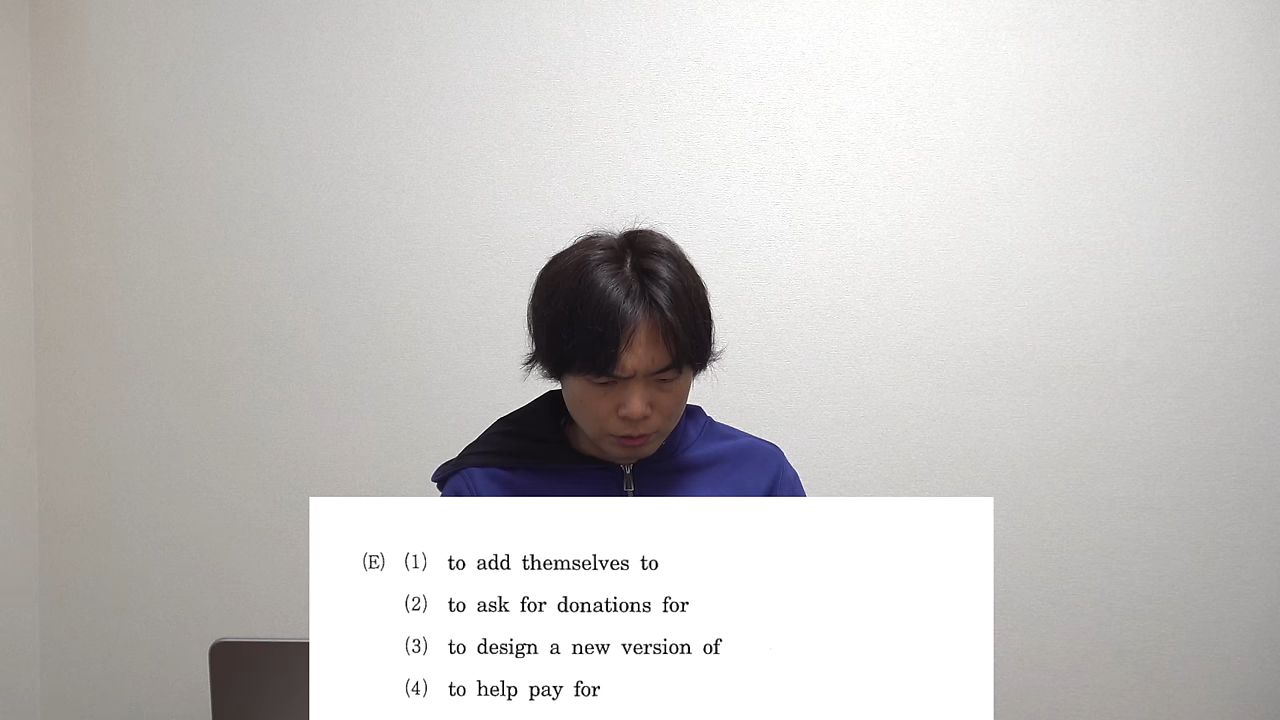 (E) (1) to add themselves to
(2) to ask for donations for
(3) to design a new version of
(4) to help pay for